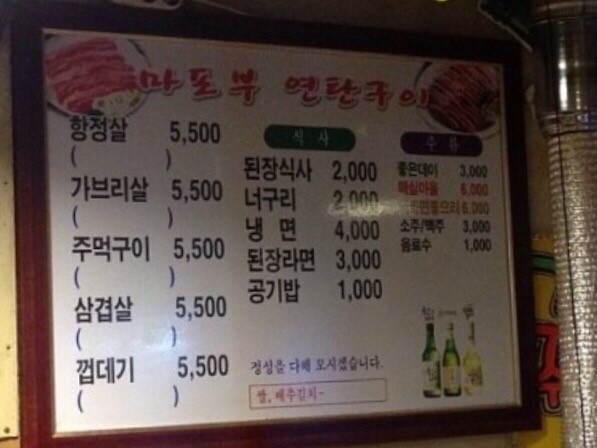 마포부 연탄구이
항정살 5,500
( )
가브리살 5,500
( )
주먹구이 5,500
( )
삼겹살 5,500
( )
껍데기 5,500
( )
식사
된장식사 2,000
너구리 2,000
냉 면 4,000
된장라면 3,000
공기밥 1,000
주류
좋은데이 3,000
매실마을 6,000
6,000
소주/맥주 3,000
음료수 1,000
정성을 다해 모시겠습니다.
쌀, 배추김치~